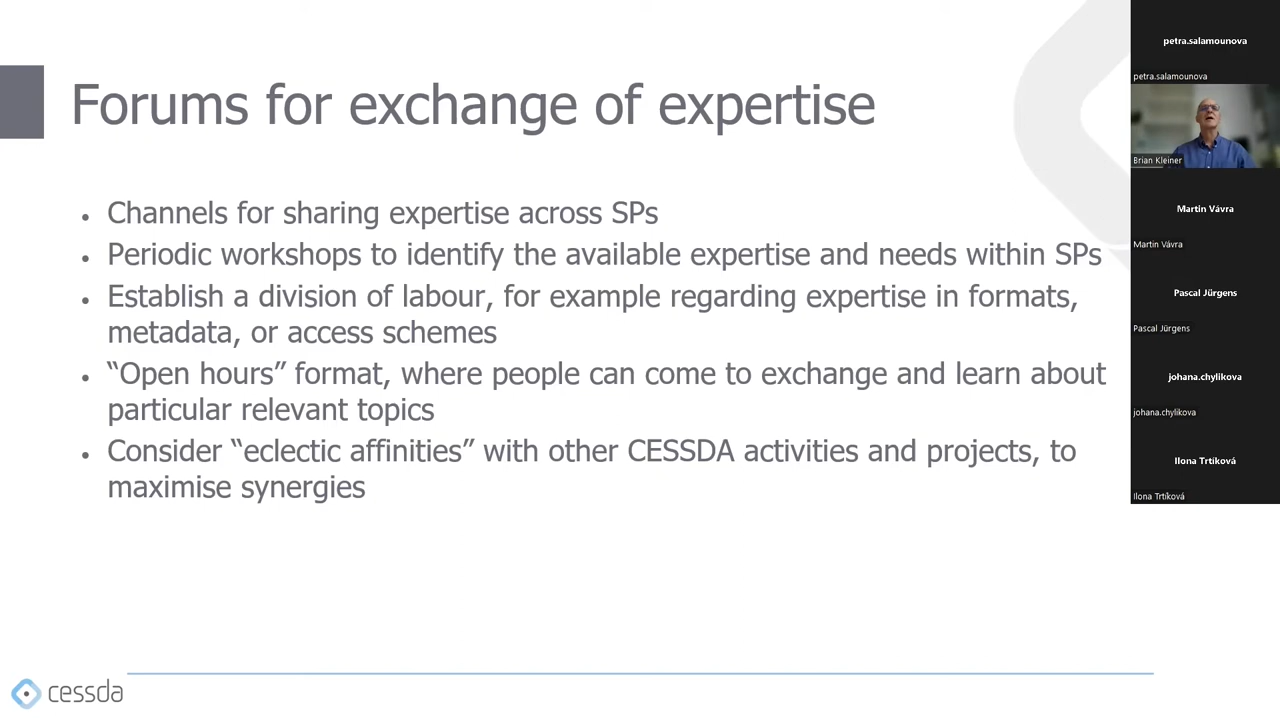 Forums for exchange of expertise
• Channels for sharing expertise across SPs
• Periodic workshops to identify the available expertise and needs within SPs
• Establish a division of labour, for example regarding expertise in formats,
metadata, or access schemes
• “Open hours” format, where people can come to exchange and learn about
particular relevant topics
• Consider “eclectic affinities” with other CESSDA activities and projects, to
maximise synergies
cessda
petra.salamounova
petra.salamounova
Brian Kleiner
Martin Vávra
Martin Vávra
Pascal Jürgens
Pascal Jürgens
johana.chylikova
johana.chylikova
Ilona Trtíková
Ilona Trtíková